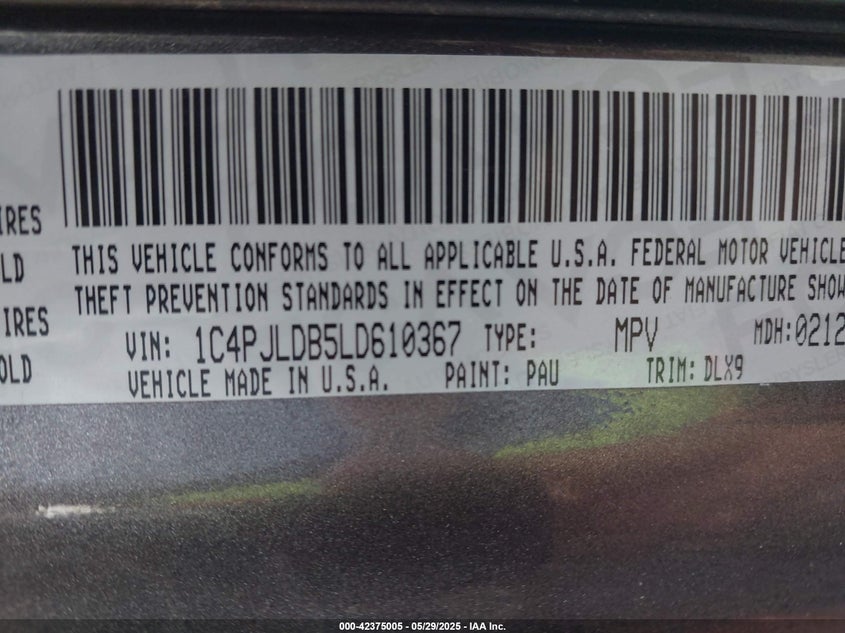 IRES
LD
IRES
OLD
THIS VEHICLE CONFORMS TO ALL APPLICABLE U.S.A. FEDERAL MOTOR VEHICLE
THEFT PREVENTION STANDARDS IN EFFECT ON THE DATE OF MANUFACTURE SHOW
VIN: 1C4PJLDB5LD610367 TYPE: MPV MDH:0212
VEHICLE MADE IN U.S.A. PAINT: PAU TRIM: DLX9
000-42375005 - 05/29/2025 - IAA Inc.